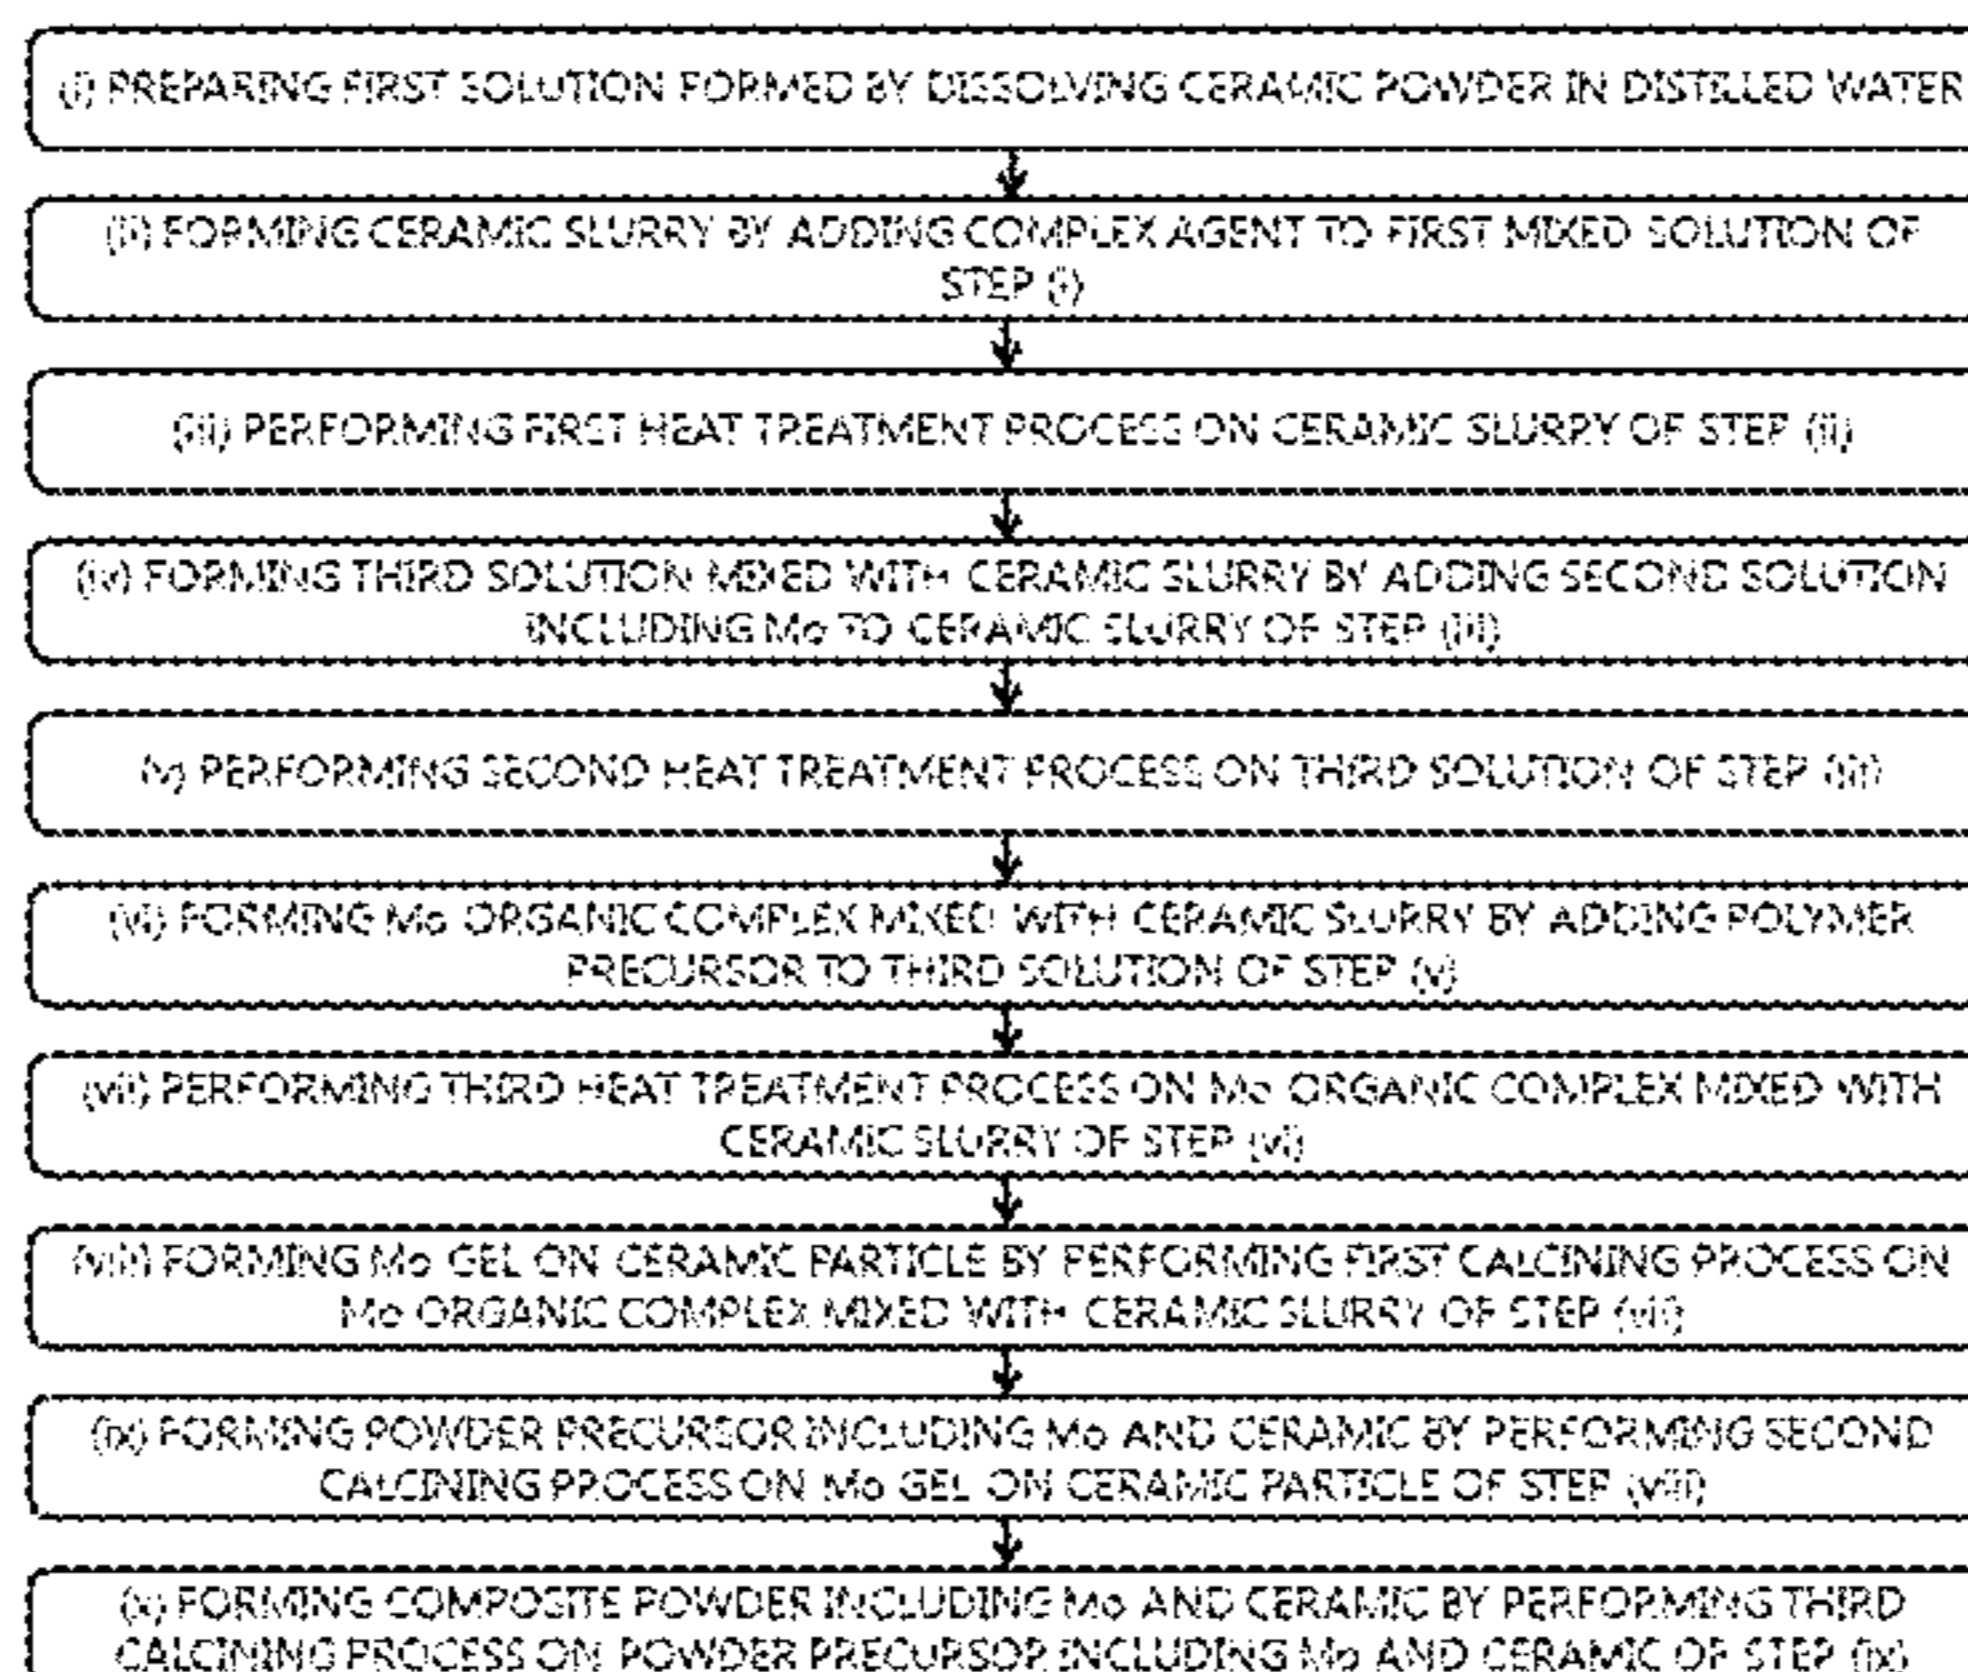 (i) PREPARING FIRST SOLUTION FORMED BY DISSOLVING CERAMIC POWDER IN DISTILLED WATER
(ii) FORMING CERAMIC SLURRY BY ADDING COMPLEX AGENT TO FIRST MIXED SOLUTION OF
STEP (i)
(iii) PERFORMING FIRST HEAT TREATMENT PROCESS ON CERAMIC SLURRY OF STEP (ii)
(iv) FORMING THIRD SOLUTION MIXED WITH CERAMIC SLURRY BY ADDING SECOND SOLUTION
INCLUDING Mo TO CERAMIC SLURRY OF STEP (iii)
(v) PERFORMING SECOND HEAT TREATMENT PROCESS ON THIRD SOLUTION OF STEP
(vi) FORMING Mo ORGANIC COMPLEX MIXED WITH CERAMIC SLURRY BY ADDING POLYMER
PRECURSOR TO THIRD SOLUTION OF STEP (v)
(vii) PERFORMING THIRD HEAT TREATMENT PROCESS ON Mo ORGANIC COMPLEX MIXED WITH
CERAMIC SLURRY OF STEP (vi)
(viii) FORMING Mo GEL ON CERAMIC PARTICLE BY PERFORMING FIRST CALCINING PROCESS ON
Mo ORGANIC COMPLEX MIXED WITH CERAMIC SLURRY OF STEP (vii)
(ix) FORMING POWDER PRECURSOR INCLUDING Mo AND CERAMIC BY PERFORMING SECOND
CALCINING PROCESS ON Mo GEL ON CERAMIC PARTICLE OF STEP (viii)
(x) FORMING COMPOSITE POWDER INCLUDING Mo AND CERAMIC BY PERFORMING THIRD
CALCINING PROCESS ON POWDER PRECURSOR INCLUDING Mo AND CERAMIC OF STEP (ix)